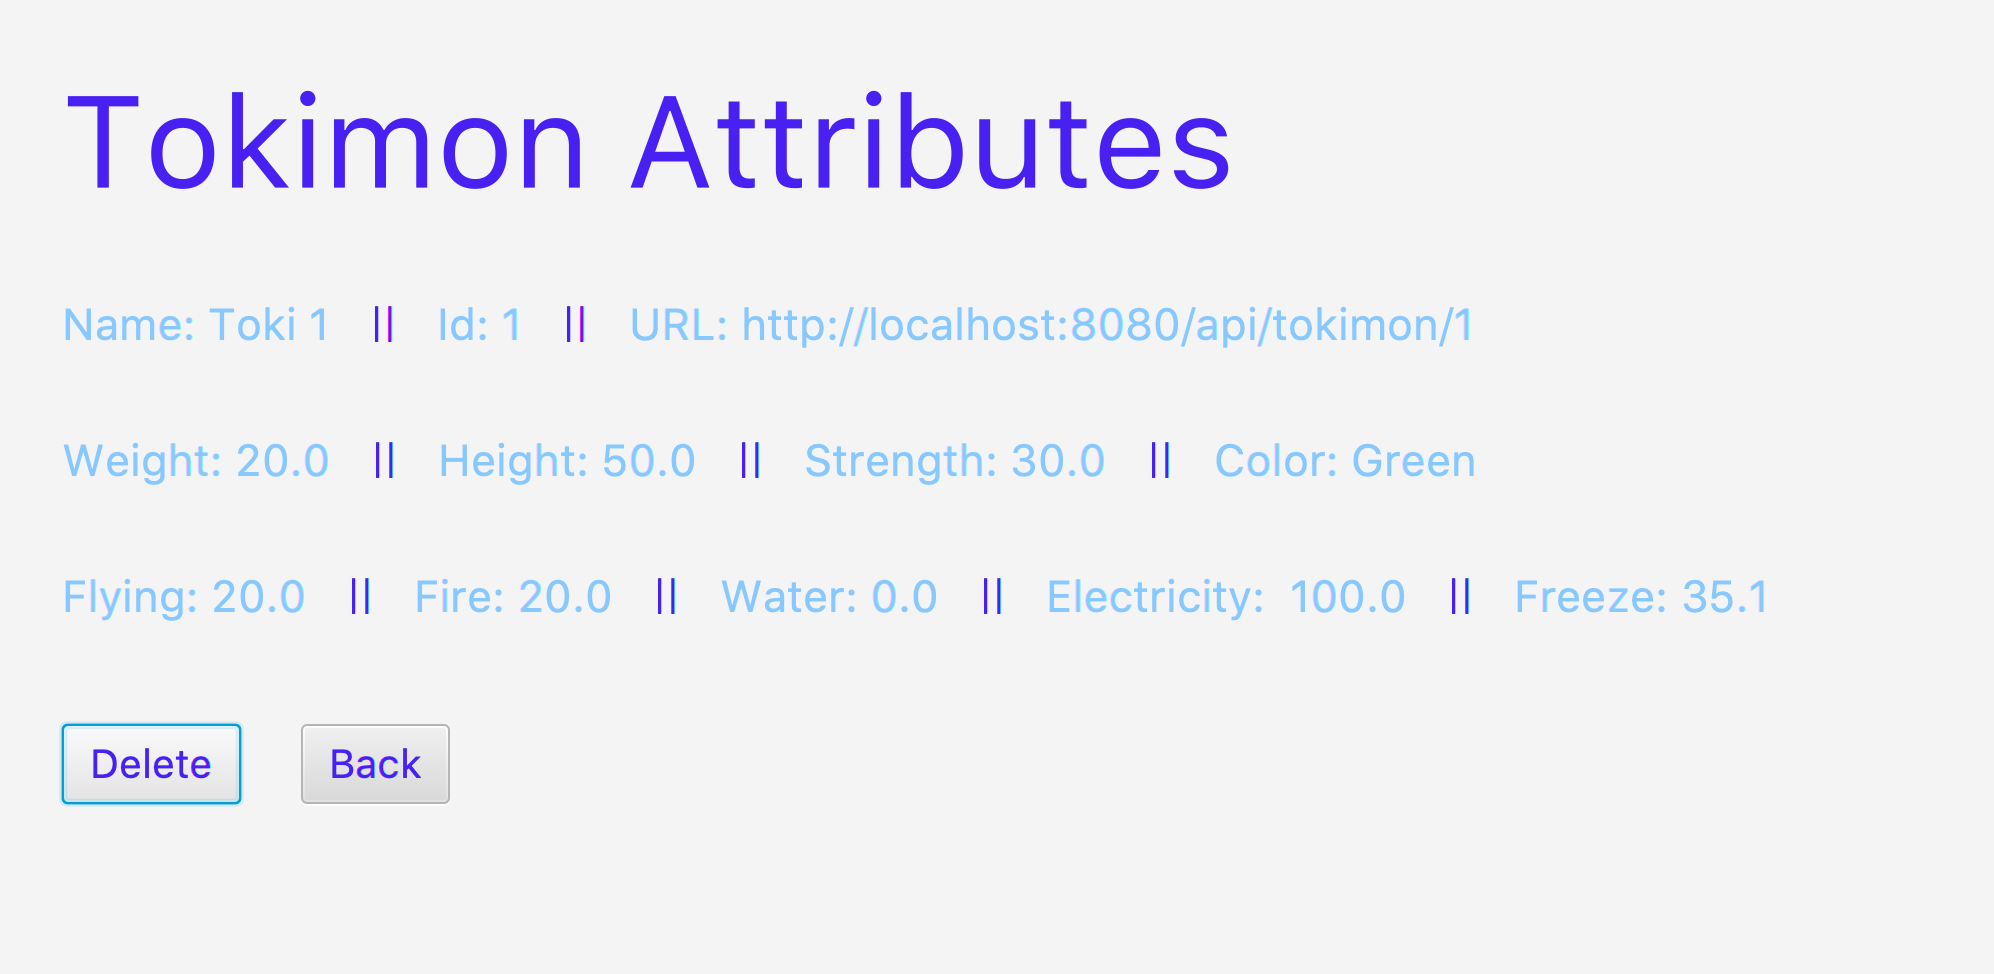 Tokimon Attributes
Name: Toki 1 || Id: 1 || URL: http://localhost:8080/api/tokimon/1
Weight: 20.0 || Height: 50.0 || Strength: 30.0 || Color: Green
Flying: 20.0 || Fire: 20.0 || Water: 0.0 || Electricity:  100.0 || Freeze: 35.1
Delete Back